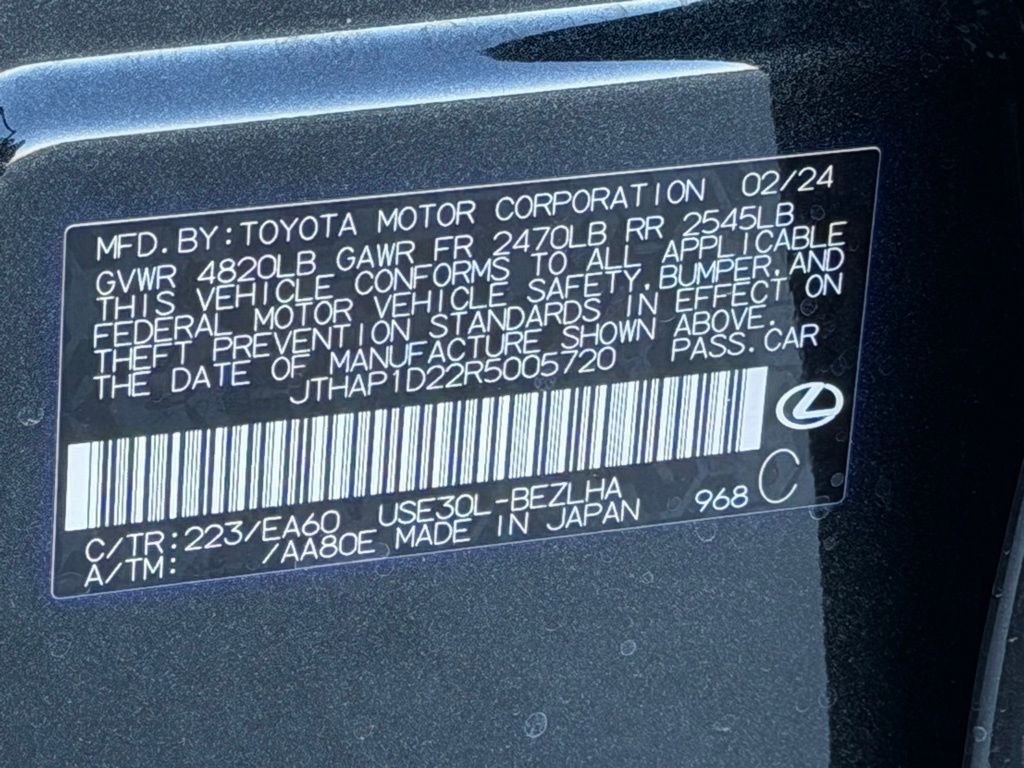 MFD. BY: TOYOTA MOTOR CORPORATION 02/24
GVWR 4820LB GAWR FR 2470LB RR 2545LB
THIS VEHICLE CONFORMS TO ALL APPLICABLE
FEDERAL MOTOR VEHICLE SAFETY, BUMPER, AND
THEFT PREVENTION STANDARDS IN EFFECT ON
THE DATE OF MANUFACTURE SHOWN ABOVE.
JTHAP1D22R5005720 PASS. CAR
C/TR: 223/EA60 USE30L-BEZLHA 968 C
A/TM: /AA80E MADE IN JAPAN